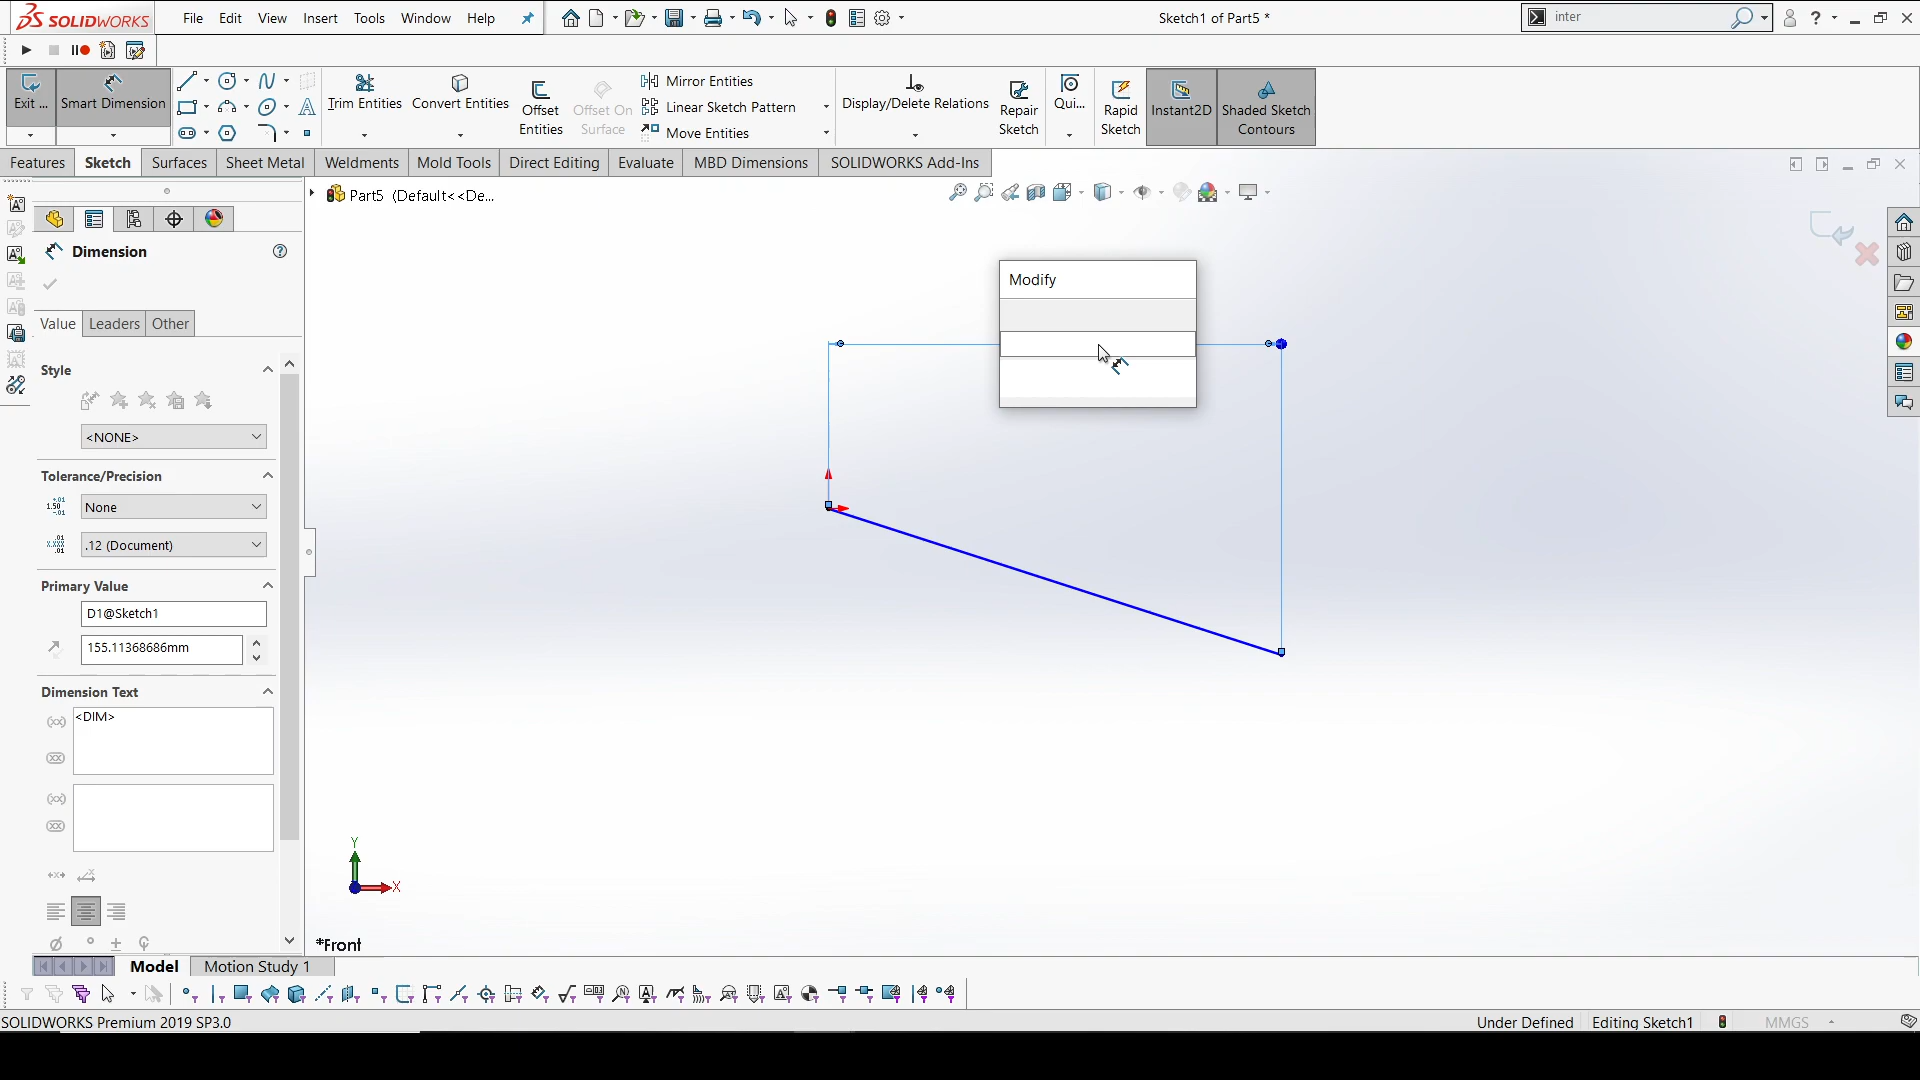 SOLIDWORKS File Edit View Insert Tools Window Help Sketch1 of Part5 * inter
Exit ... Smart Dimension Trim Entities Convert Entities Offset Entities Offset On Surface Mirror Entities Linear Sketch Pattern Move Entities Display/Delete Relations Repair Sketch Qui... Rapid Sketch Instant2D Shaded Sketch Contours
Features Sketch Surfaces Sheet Metal Weldments Mold Tools Direct Editing Evaluate MBD Dimensions SOLIDWORKS Add-Ins
Part5 (Default<<De...
Dimension
Modify
Value Leaders Other
Style
<NONE>
Tolerance/Precision
None
.12 (Document)
Primary Value
D1@Sketch1
155.11368686mm
Dimension Text
<DIM>
Y
X
*Front
Model Motion Study 1
SOLIDWORKS Premium 2019 SP3.0 Under Defined Editing Sketch1 MMGS